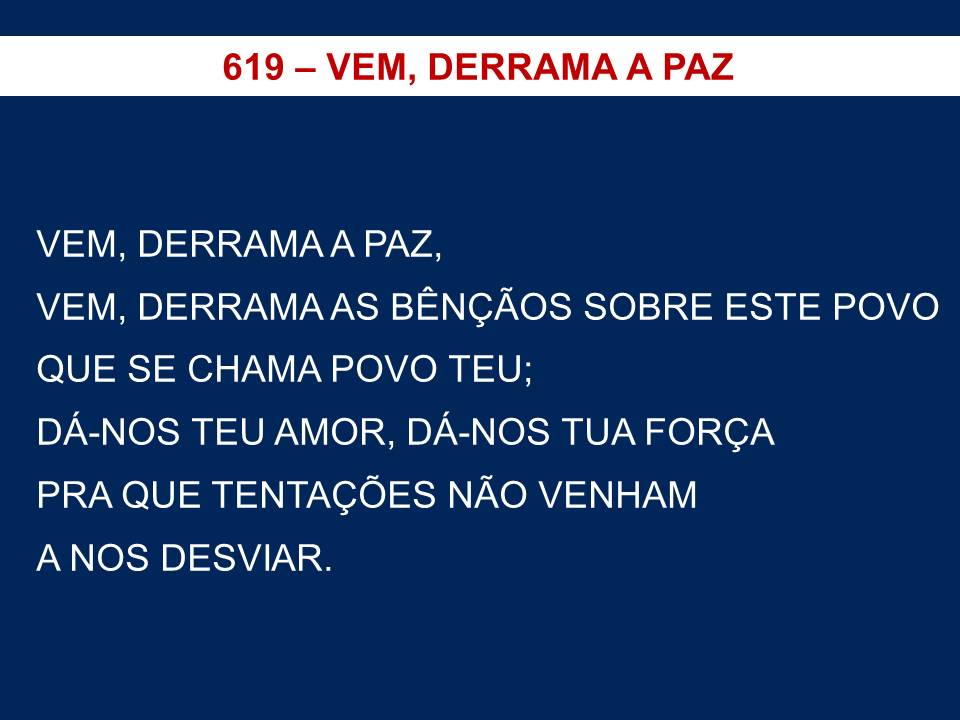 619 – VEM, DERRAMA A PAZ
VEM, DERRAMA A PAZ,
VEM, DERRAMA AS BÊNÇÃOS SOBRE ESTE POVO
QUE SE CHAMA POVO TEU;
DÁ-NOS TEU AMOR, DÁ-NOS TUA FORÇA
PRA QUE TENTAÇÕES NÃO VENHAM
A NOS DESVIAR.